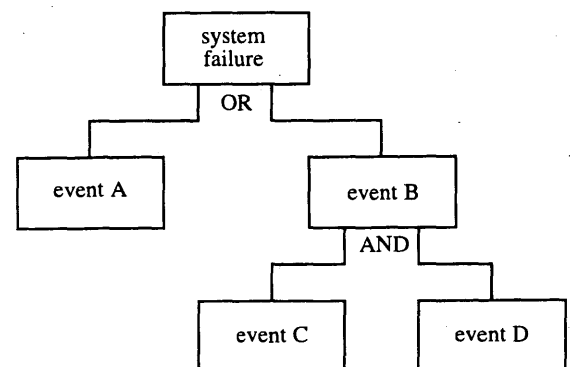 system
failure
OR
event A
event B
AND
event C
event D